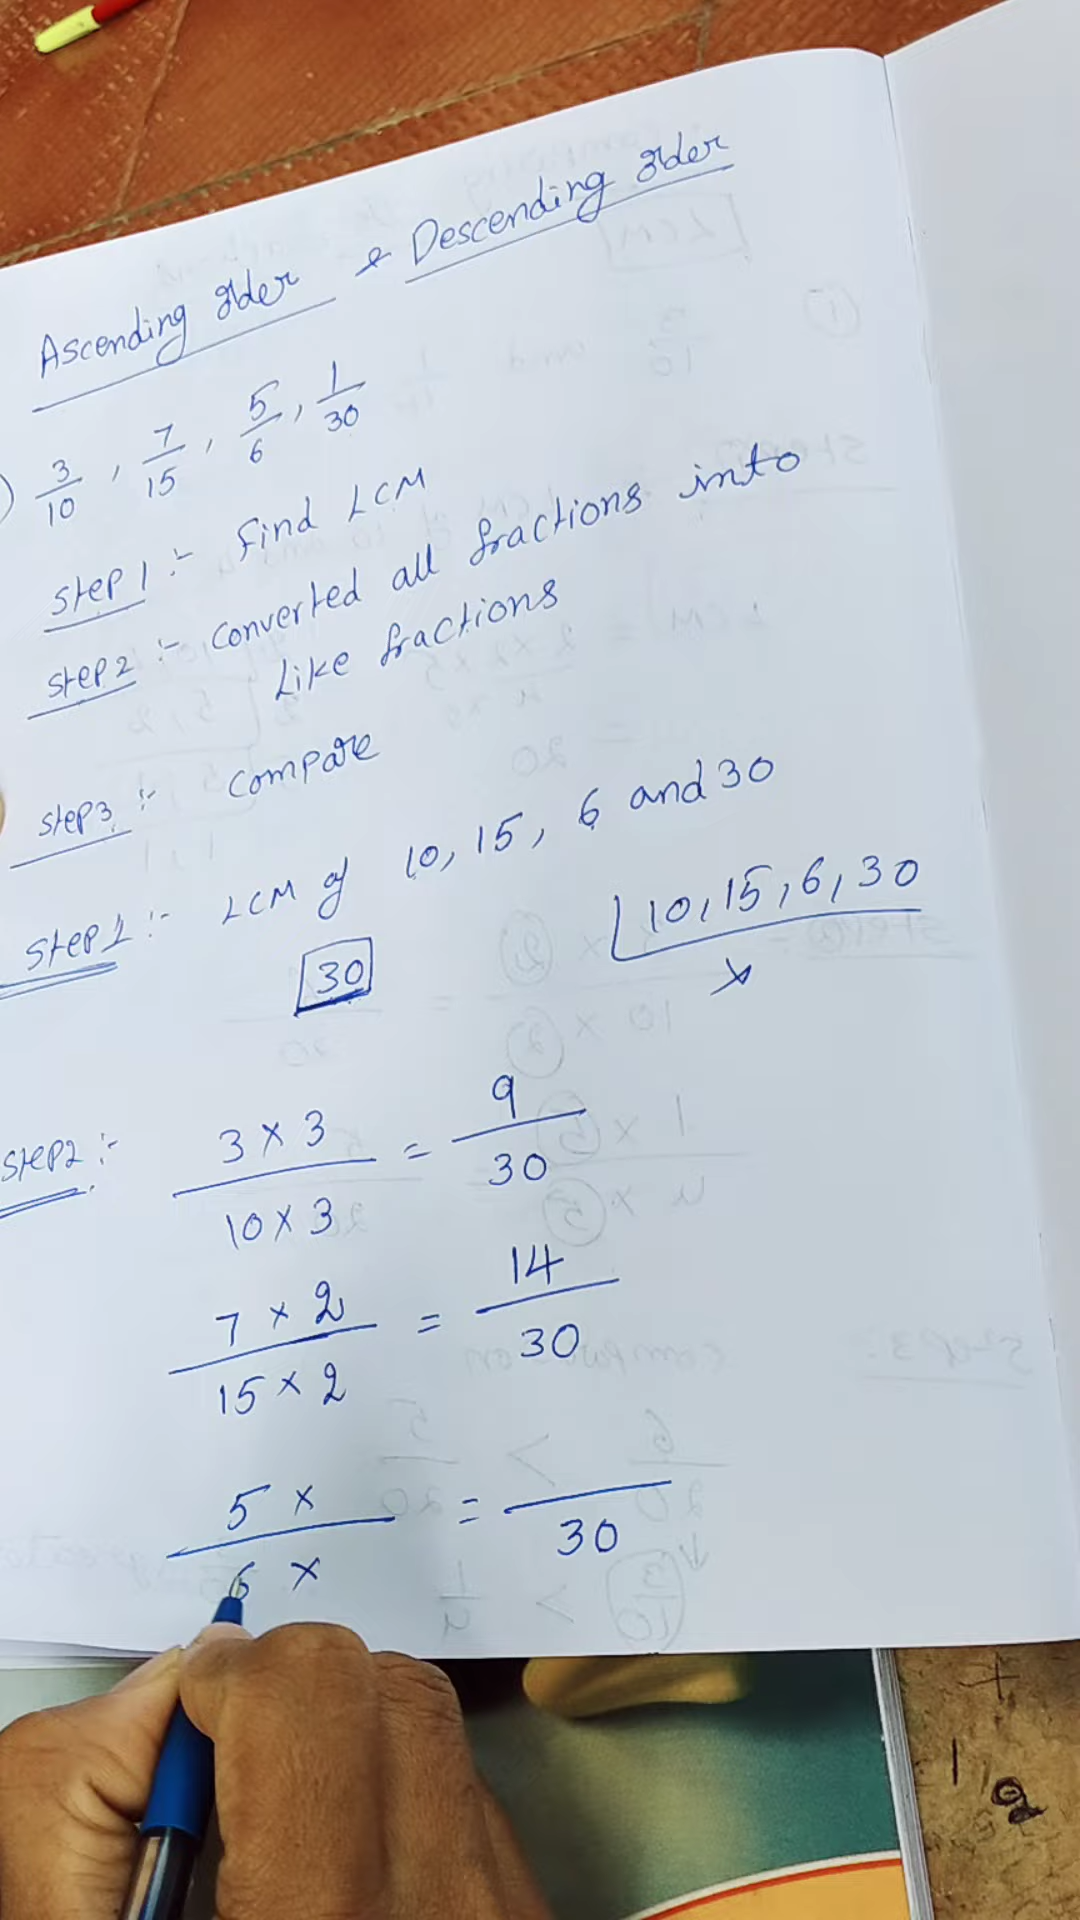 Ascending order & Descending order
3/10 , 7/15 , 5/6 , 1/30
Step 1 :- Find LCM
Step 2 :- Converted all fractions into
Like fractions
Step 3 :- Compare
Step 1 :- LCM of 10, 15, 6 and 30
10, 15, 6, 30
30
Step 2 :- 3 × 3 / 10 × 3 = 9 / 30
7 × 2 / 15 × 2 = 14 / 30
5 × / 6 × = / 30